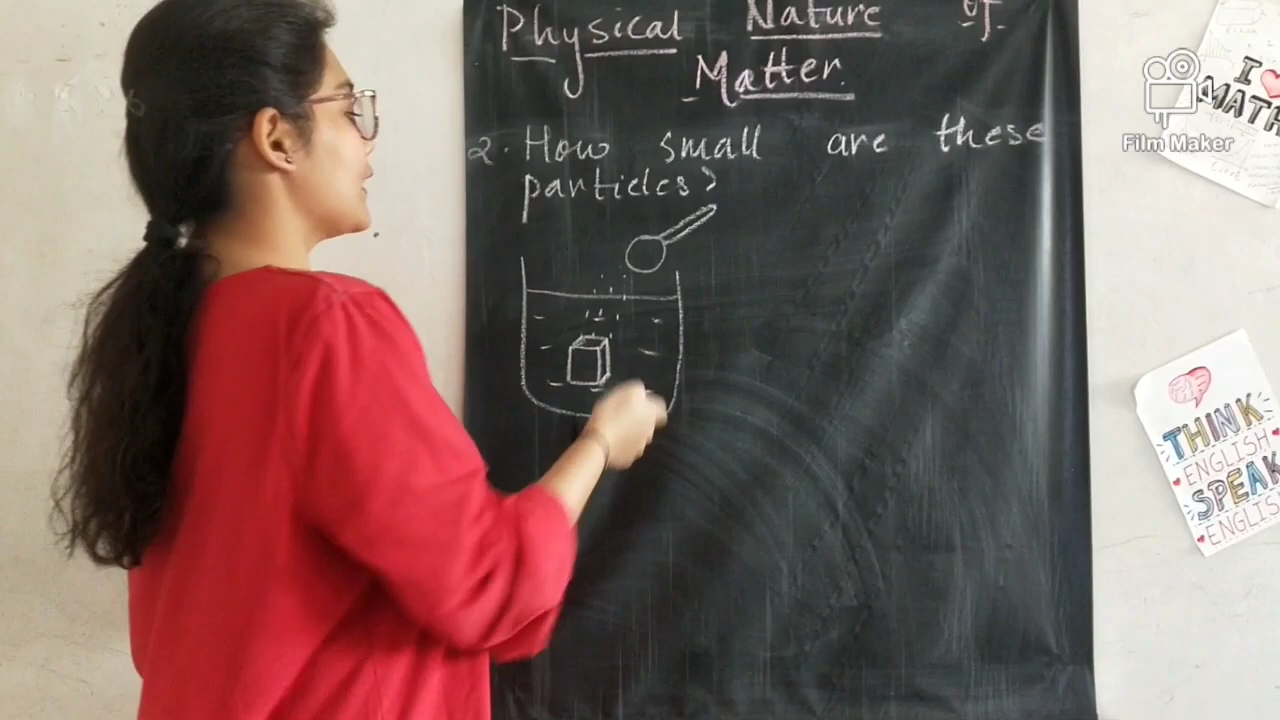 Physical Nature of
Matter.
2. How small are these
particles?
Film Maker
I
MATH
THINK
ENGLISH
SPEAK
ENGLISH